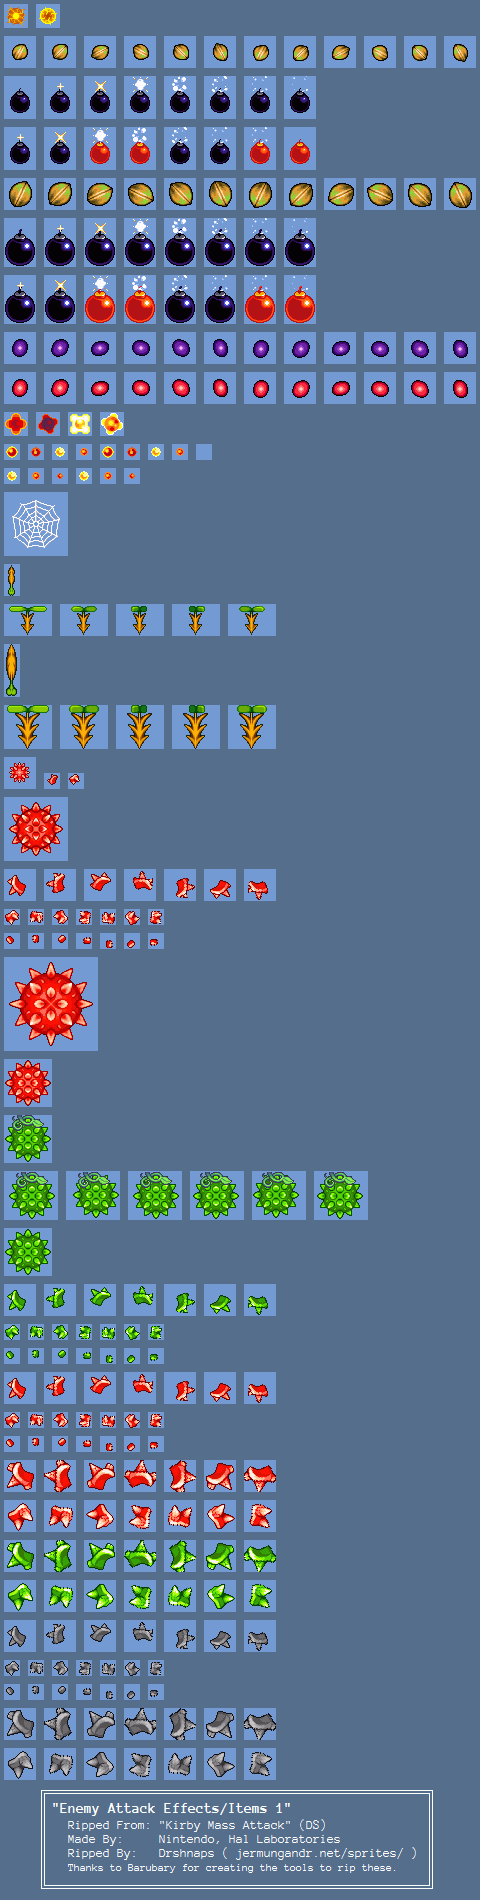 "Enemy Attack Effects/Items 1"
Ripped From: "Kirby Mass Attack" (DS)
Made By: Nintendo, Hal Laboratories
Ripped By: Drshnaps ( jermungandr.net/sprites/ )
Thanks to Barubary for creating the tools to rip these.